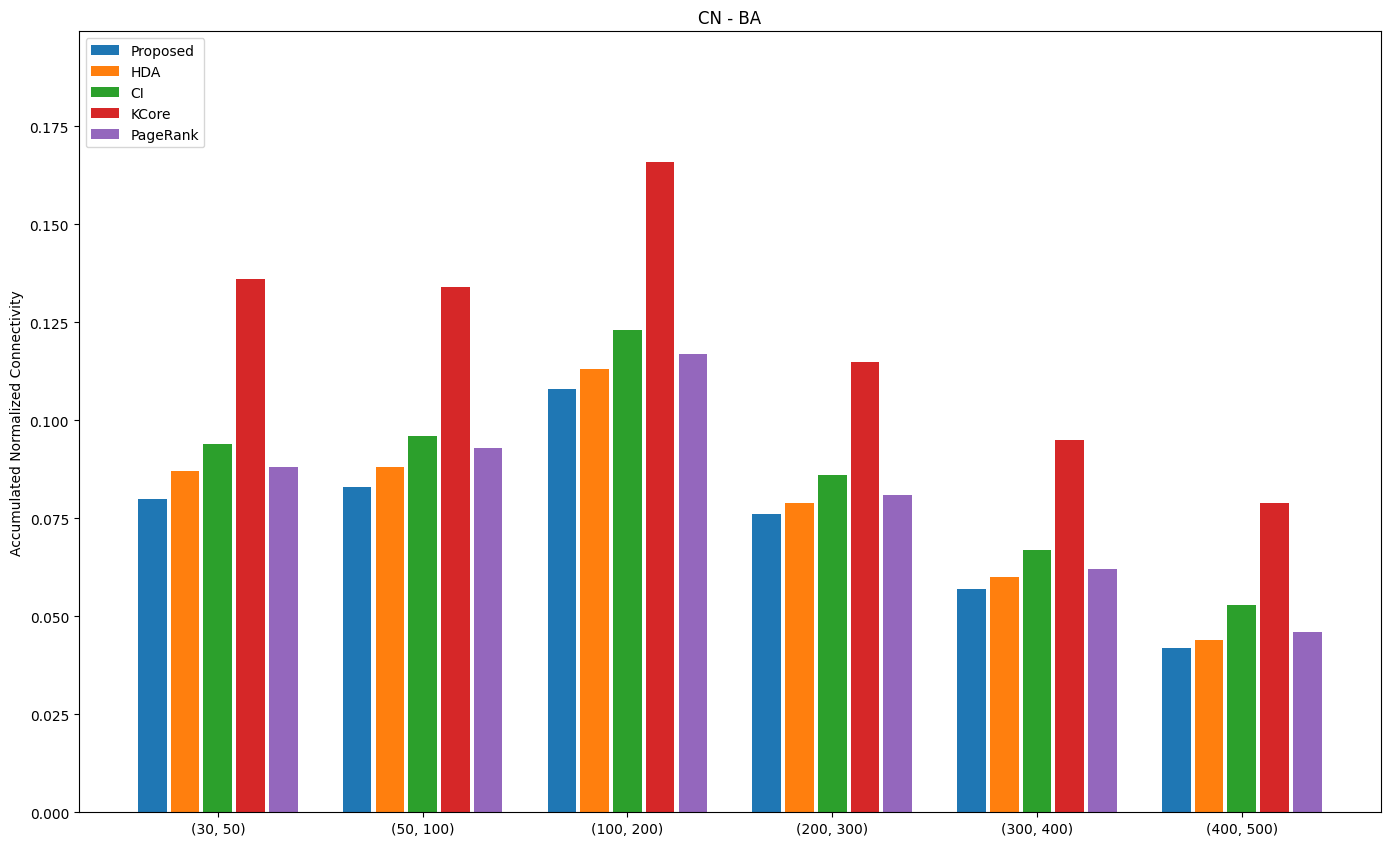 CN - BA
Proposed
HDA
CI
KCore
PageRank
Accumulated Normalized Connectivity
0.175
0.150
0.125
0.100
0.075
0.050
0.025
0.000
(30, 50) (50, 100) (100, 200) (200, 300) (300, 400) (400, 500)